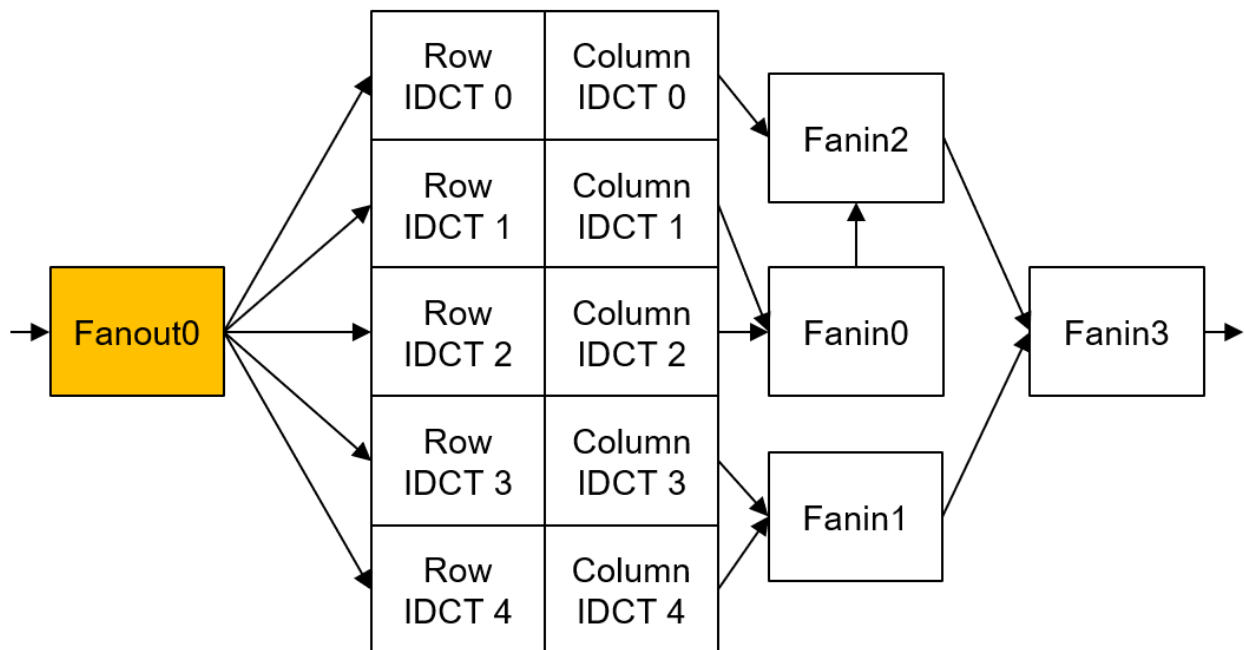 Row
IDCT 0
Column
IDCT 0
Fanin2
Row
IDCT 1
Column
IDCT 1
Fanout0
Row
IDCT 2
Column
IDCT 2
Fanin0
Fanin3
Row
IDCT 3
Column
IDCT 3
Fanin1
Row
IDCT 4
Column
IDCT 4